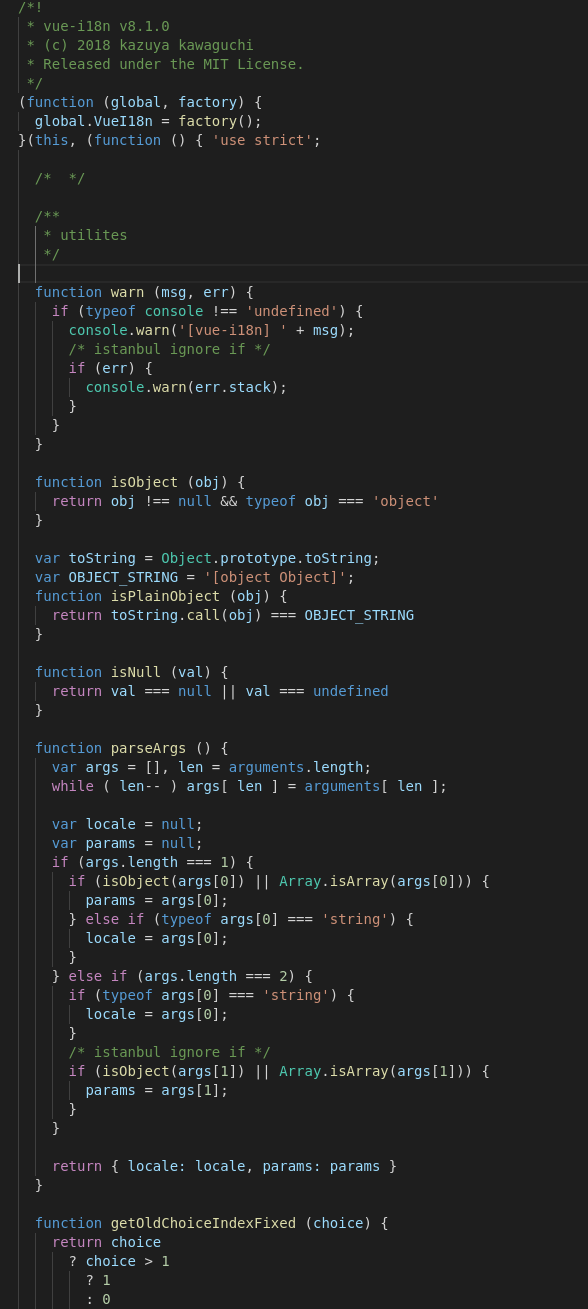 /*!
 * vue-i18n v8.1.0
 * (c) 2018 kazuya kawaguchi
 * Released under the MIT License.
 */
(function (global, factory) {
  global.VueI18n = factory();
}(this, (function () { 'use strict';

  /*  */

  /**
   * utilites
   */

  function warn (msg, err) {
    if (typeof console !== 'undefined') {
      console.warn('[vue-i18n] ' + msg);
      /* istanbul ignore if */
      if (err) {
        console.warn(err.stack);
      }
    }
  }

  function isObject (obj) {
    return obj !== null && typeof obj === 'object'
  }

  var toString = Object.prototype.toString;
  var OBJECT_STRING = '[object Object]';
  function isPlainObject (obj) {
    return toString.call(obj) === OBJECT_STRING
  }

  function isNull (val) {
    return val === null || val === undefined
  }

  function parseArgs () {
    var args = [], len = arguments.length;
    while ( len-- ) args[ len ] = arguments[ len ];

    var locale = null;
    var params = null;
    if (args.length === 1) {
      if (isObject(args[0]) || Array.isArray(args[0])) {
        params = args[0];
      } else if (typeof args[0] === 'string') {
        locale = args[0];
      }
    } else if (args.length === 2) {
      if (typeof args[0] === 'string') {
        locale = args[0];
      }
      /* istanbul ignore if */
      if (isObject(args[1]) || Array.isArray(args[1])) {
        params = args[1];
      }
    }

    return { locale: locale, params: params }
  }

  function getOldChoiceIndexFixed (choice) {
    return choice
      ? choice > 1
        ? 1
        : 0